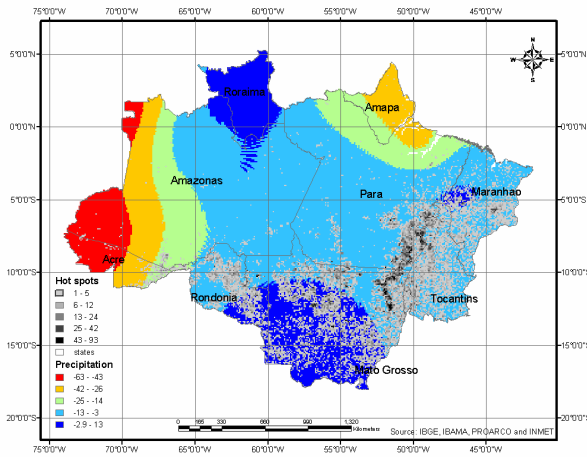 75°0'0"W 70°0'0"W 65°0'0"W 60°0'0"W 55°0'0"W 50°0'0"W 45°0'0"W
5°0'0"N 5°0'0"N
N
W E
S
Roraima
Amapa
0°0'0" 0°0'0"
Amazonas
Para
Maranhao
5°0'0"S 5°0'0"S
Acre
10°0'0"S 10°0'0"S
Hot spots
1 - 5
6 - 12
13 - 24
25 - 42
43 - 93
states
Rondonia
Tocantins
15°0'0"S 15°0'0"S
Precipitation
-63 - -43
-42 - -26
-25 - -14
-13 - -3
-2.9 - 13
Mato Grosso
20°0'0"S 20°0'0"S
0 165 330 660 990 1,320
Kilometers
Source: IBGE, IBAMA, PROARCO and INMET
75°0'0"W 70°0'0"W 65°0'0"W 60°0'0"W 55°0'0"W 50°0'0"W 45°0'0"W